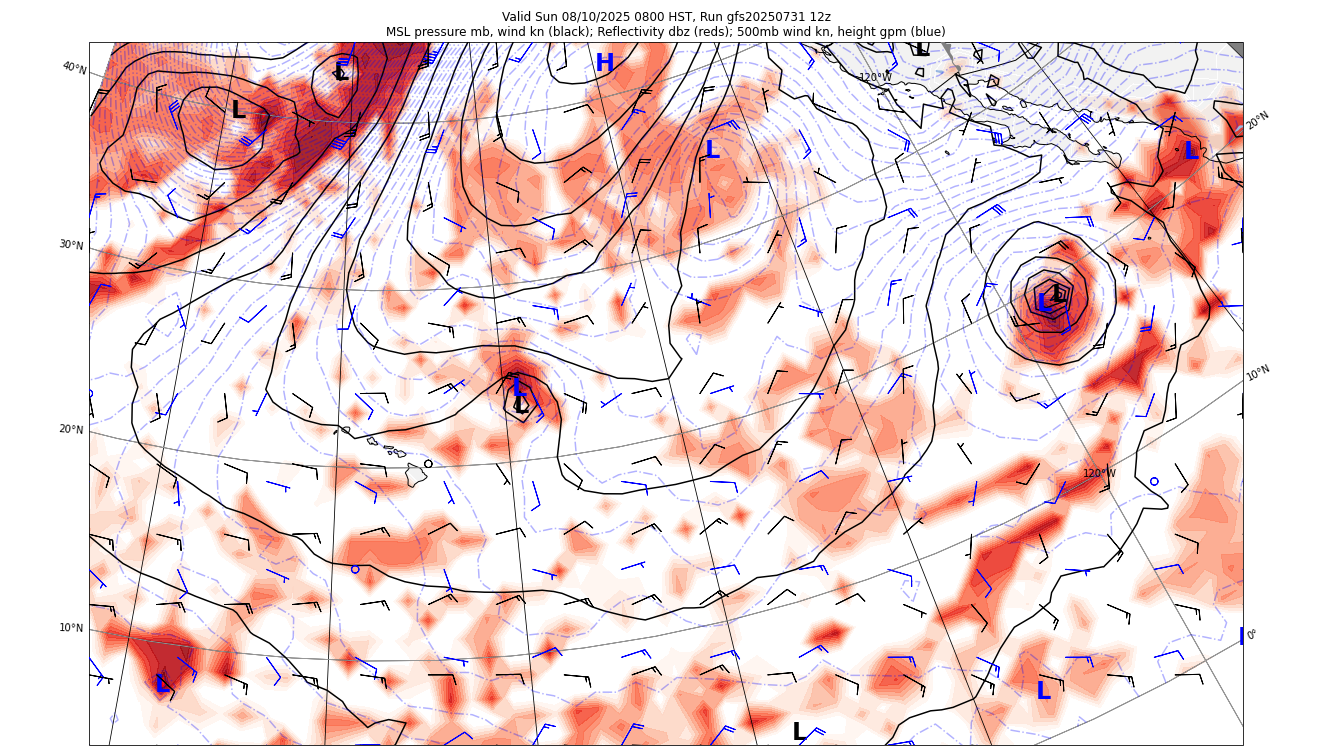 Valid Sun 08/10/2025 0800 HST, Run gfs20250731 12z
MSL pressure mb, wind kn (black); Reflectivity dbz (reds); 500mb wind kn, height gpm (blue)
L
H
40°N
L
120°W
L
20°N
L
L
30°N
L
L
10°N
L
L
20°N
120°W
10°N
0°
L
L
L